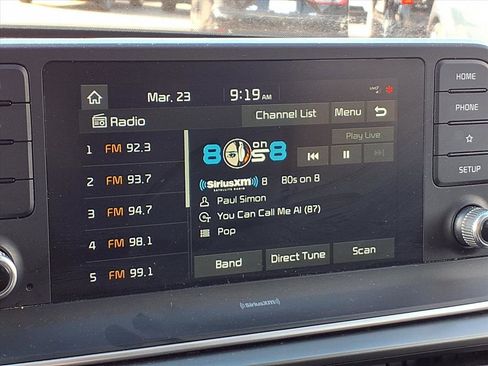 Mar. 23 9:19 AM
Radio Channel List Menu
Play Live
1 FM 92.3
2 FM 93.7
3 FM 94.7
4 FM 98.1
5 FM 99.1
80s on 8
SiriusXM
SATELLITE RADIO
8 80s on 8
Paul Simon
You Can Call Me Al (87)
Pop
Band Direct Tune Scan
HOME
PHONE
SETUP
SiriusXM